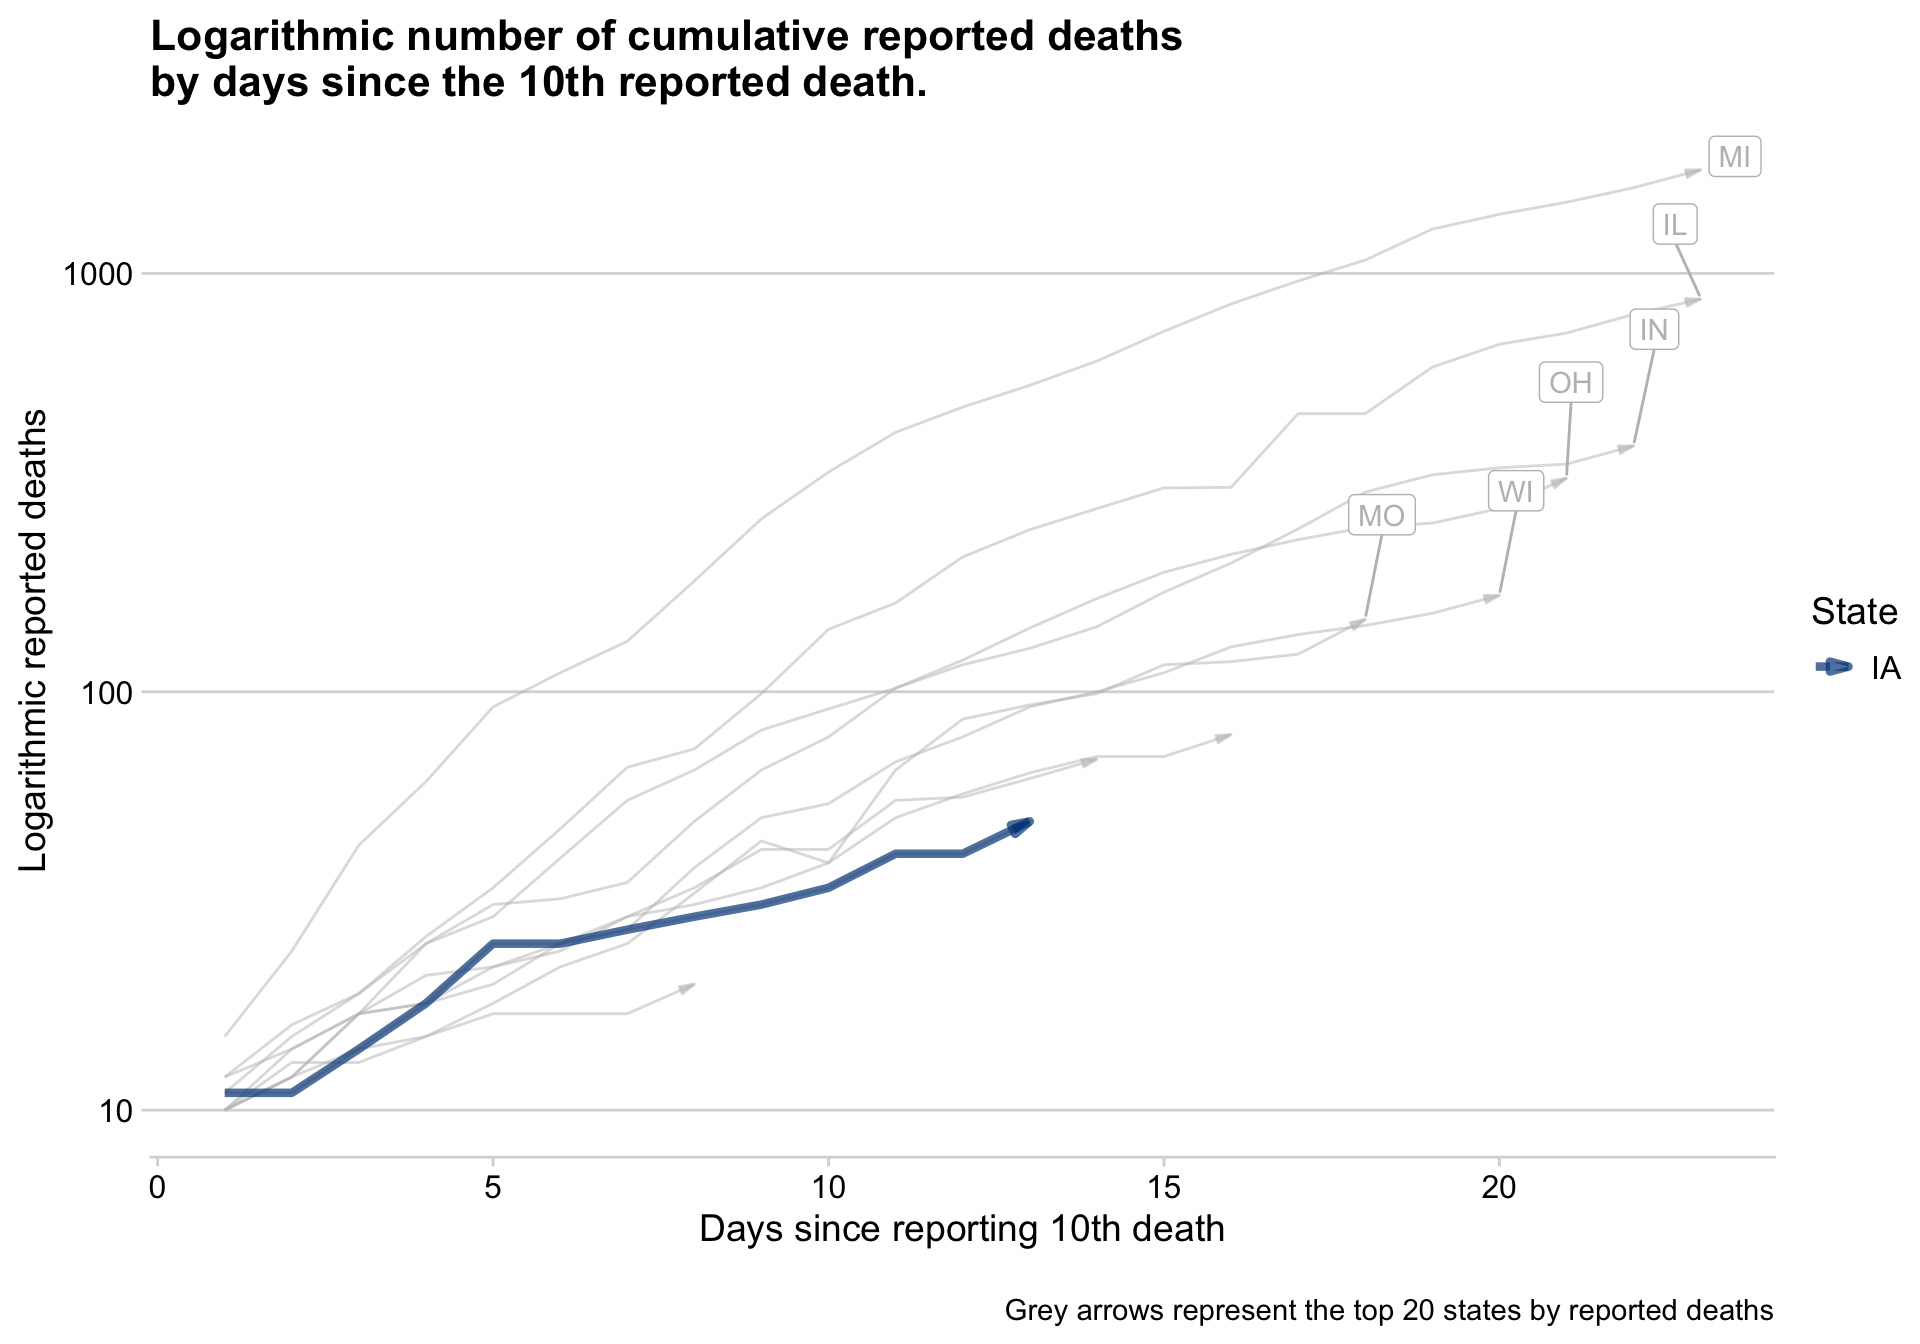 Logarithmic number of cumulative reported deaths
by days since the 10th reported death.
MI
IL
1000
IN
OH
WI
MO
Logarithmic reported deaths
State
IA
100
10
0 5 10 15 20
Days since reporting 10th death
Grey arrows represent the top 20 states by reported deaths